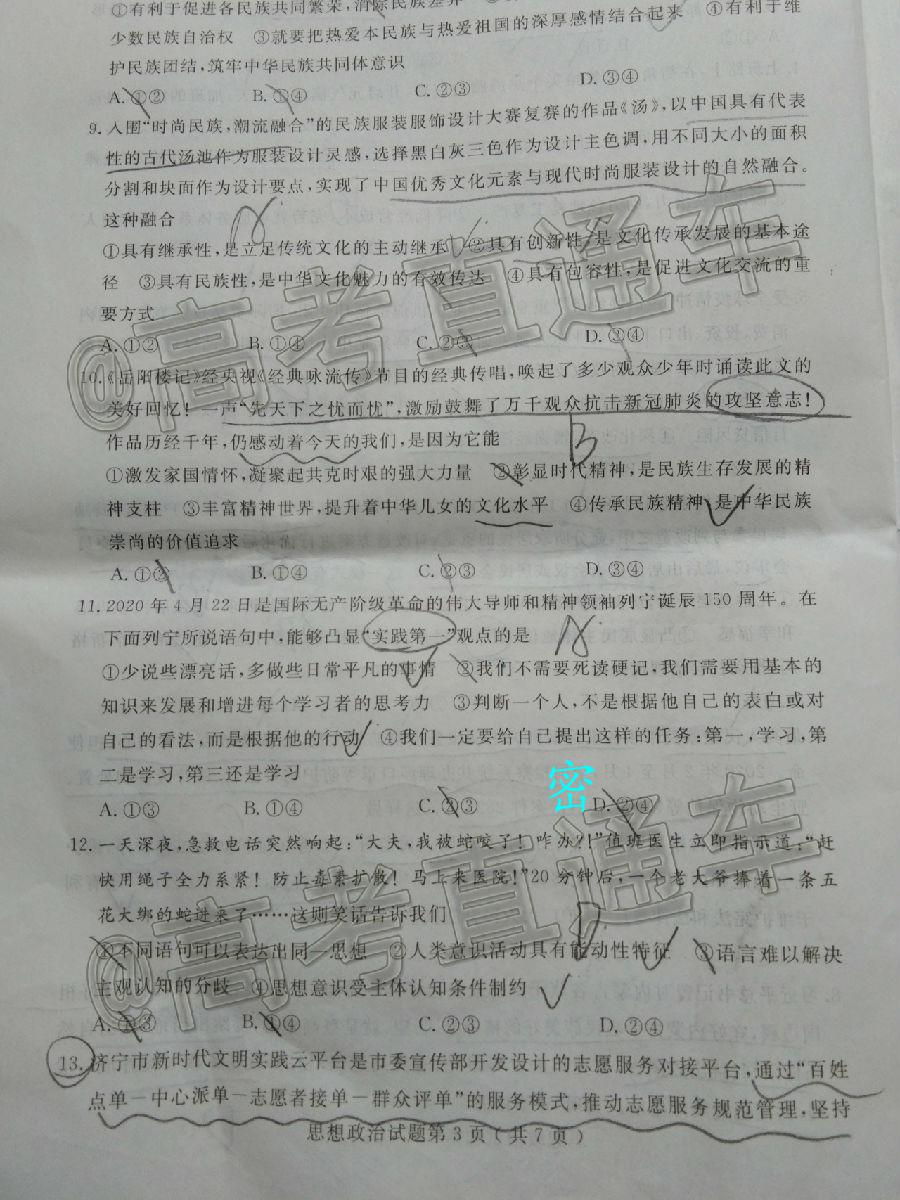 ①有利于促进各民族共同繁荣，消除民族差异
少数民族自治权　③就要把热爱本民族与热爱祖国的深厚感情结合起来　④有利于维
护民族团结，筑牢中华民族共同体意识
A. ①②　B. ①④　C. ②③　D. ③④
9. 入围“时尚民族，潮流融合”的民族服装服饰设计大赛复赛的作品《汤》，以中国具有代表
性的古代汤池作为服装设计灵感，选择黑白灰三色作为设计主色调，用不同大小的面积
分割和块面作为设计要点，实现了中国优秀文化元素与现代时尚服装设计的自然融合。
这种融合
①具有继承性，是立足传统文化的主动继承　②具有创新性，是文化传承发展的基本途
径　③具有民族性，是中华文化魅力的有效传达　④具有包容性，是促进文化交流的重
要方式
A. ①②　B. ①④　C. ②③　D. ③④
10.《岳阳楼记》经央视《经典咏流传》节目的经典传唱，唤起了多少观众少年时诵读此文的
美好回忆！一声“先天下之忧而忧”，激励鼓舞了万千观众抗击新冠肺炎的攻坚意志！
作品历经千年，仍感动着今天的我们，是因为它能
B
①激发家国情怀，凝聚起共克时艰的强大力量　②彰显时代精神，是民族生存发展的精
神支柱　③丰富精神世界，提升着中华儿女的文化水平　④传承民族精神，是中华民族
崇尚的价值追求
A. ①②　B. ①④　C. ②③　D. ③④
11. 2020 年 4 月 22 日是国际无产阶级革命的伟大导师和精神领袖列宁诞辰 150 周年。在
下面列宁所说语句中，能够凸显“实践第一”观点的是
①少说些漂亮话，多做些日常平凡的事情　②我们不需要死读硬记，我们需要用基本的
知识来发展和增进每个学习者的思考力　③判断一个人，不是根据他自己的表白或对
自己的看法，而是根据他的行动　④我们一定要给自己提出这样的任务：第一，学习，第
二是学习，第三还是学习
密
A. ①③　B. ①④　C. ②③　D. ②④
12. 一天深夜，急救电话突然响起：“大夫，我被蛇咬了！咋办?!”值班医生立即指示道：“赶
快用绳子全力系紧！防止毒素扩散！马上来医院！”20 分钟后，一个老大爷捧着一条五
花大绑的蛇进来了……这则笑话告诉我们
D
①不同语句可以表达出同一思想　②人类意识活动具有能动性特征　③语言难以解决
主观认知的分歧　④思想意识受主体认知条件制约
A. ①③　B. ①④　C. ②③　D. ②④
13. 济宁市新时代文明实践云平台是市委宣传部开发设计的志愿服务对接平台，通过“百姓
点单－中心派单－志愿者接单－群众评单”的服务模式，推动志愿服务规范管理，坚持
思想政治试题第 3 页（共 7 页）
@高考直通车
@高考直通车